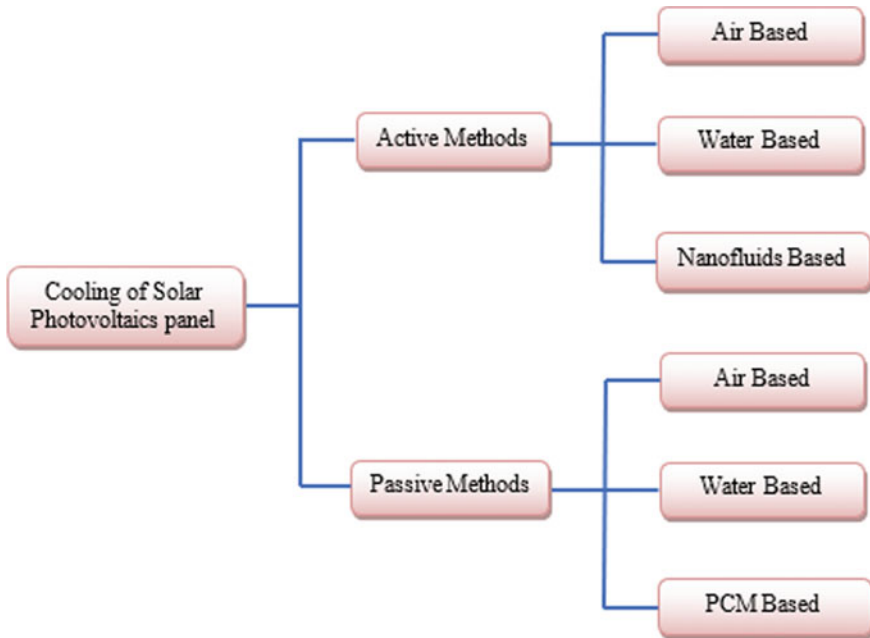 Cooling of Solar
Photovoltaics panel
Active Methods
Air Based
Water Based
Nanofluids Based
Passive Methods
Air Based
Water Based
PCM Based